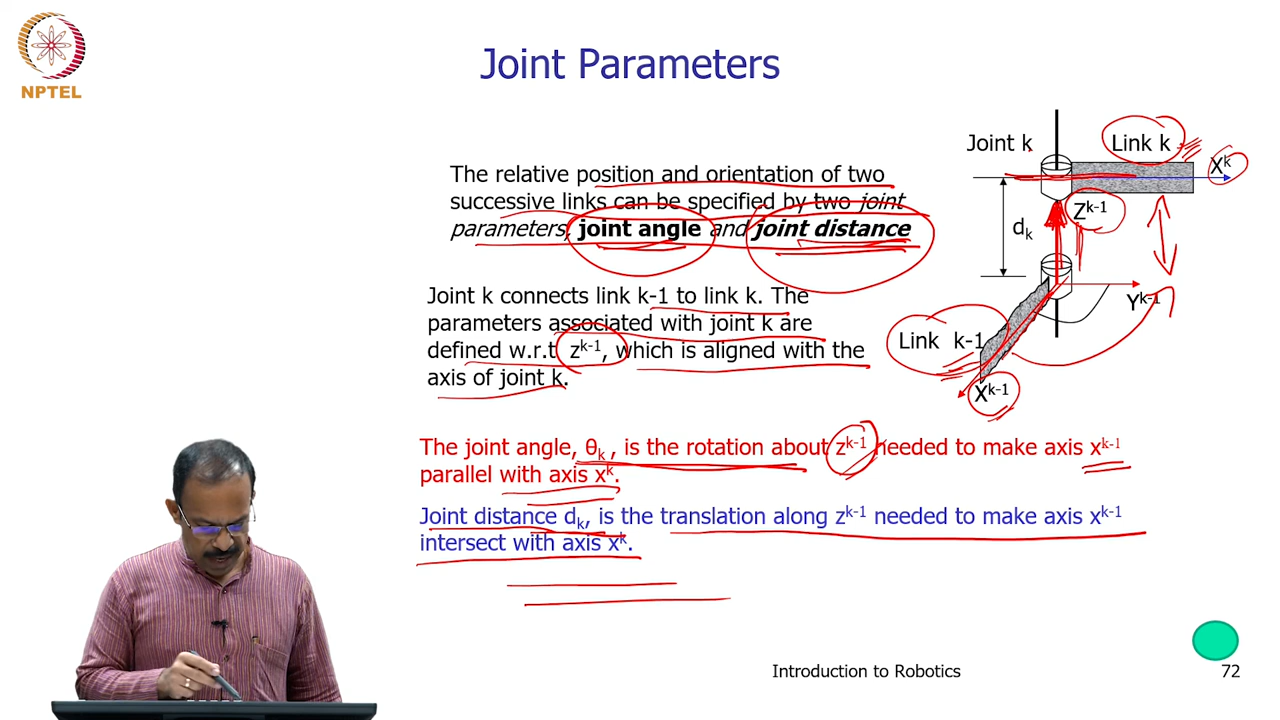 NPTEL
Joint Parameters
Joint k
Link k
X^k
The relative position and orientation of two
successive links can be specified by two joint
parameters, joint angle and joint distance
Z^k-1
d_k
Y^k-1
Joint k connects link k-1 to link k. The
parameters associated with joint k are
defined w.r.t z^k-1, which is aligned with the
axis of joint k.
Link k-1
X^k-1
The joint angle, θ_k , is the rotation about z^k-1 needed to make axis x^k-1
parallel with axis x^k.
Joint distance d_k, is the translation along z^k-1 needed to make axis x^k-1
intersect with axis x^k.
Introduction to Robotics
72